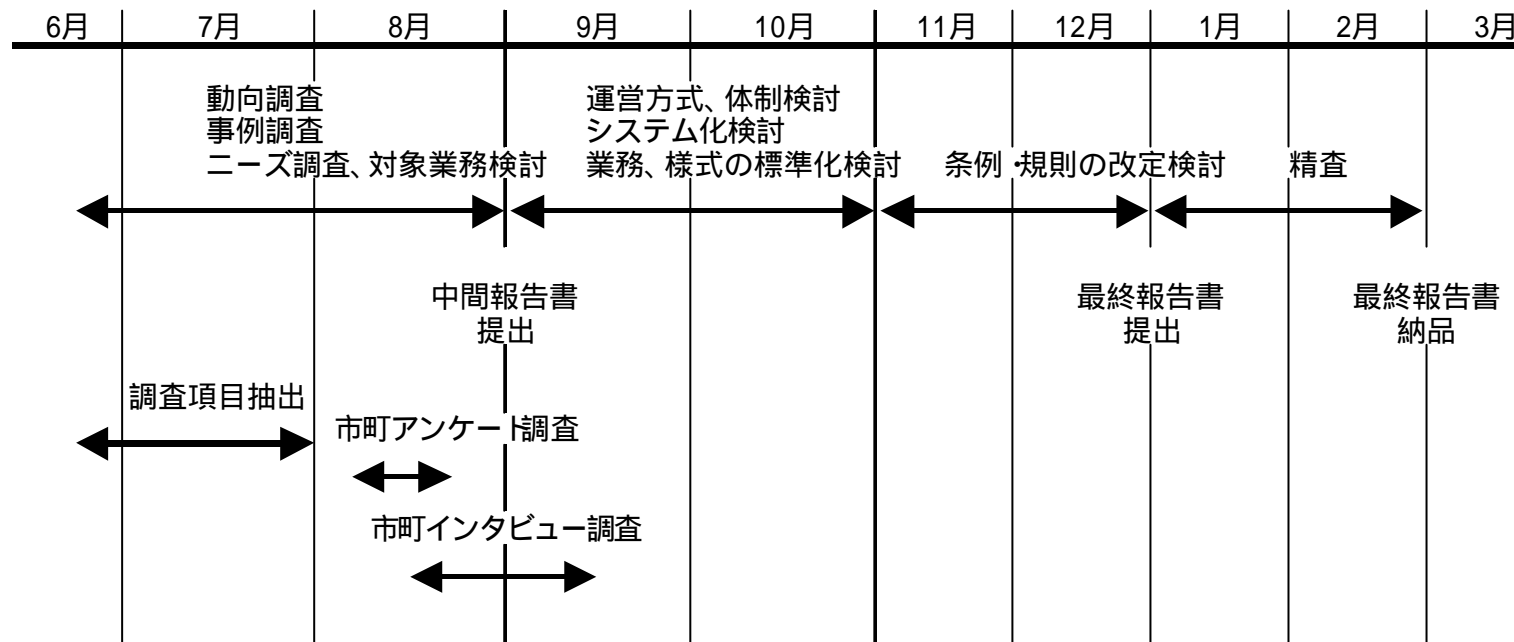 6月 7月 8月 9月 10月 11月 12月 1月 2月 3月
動向調査
事例調査
ニーズ調査、対象業務検討
運営方式、体制検討
システム化検討
業務、様式の標準化検討
条例・規則の改定検討
精査
中間報告書
提出
最終報告書
提出
最終報告書
納品
調査項目抽出
市町アンケート調査
市町インタビュー調査